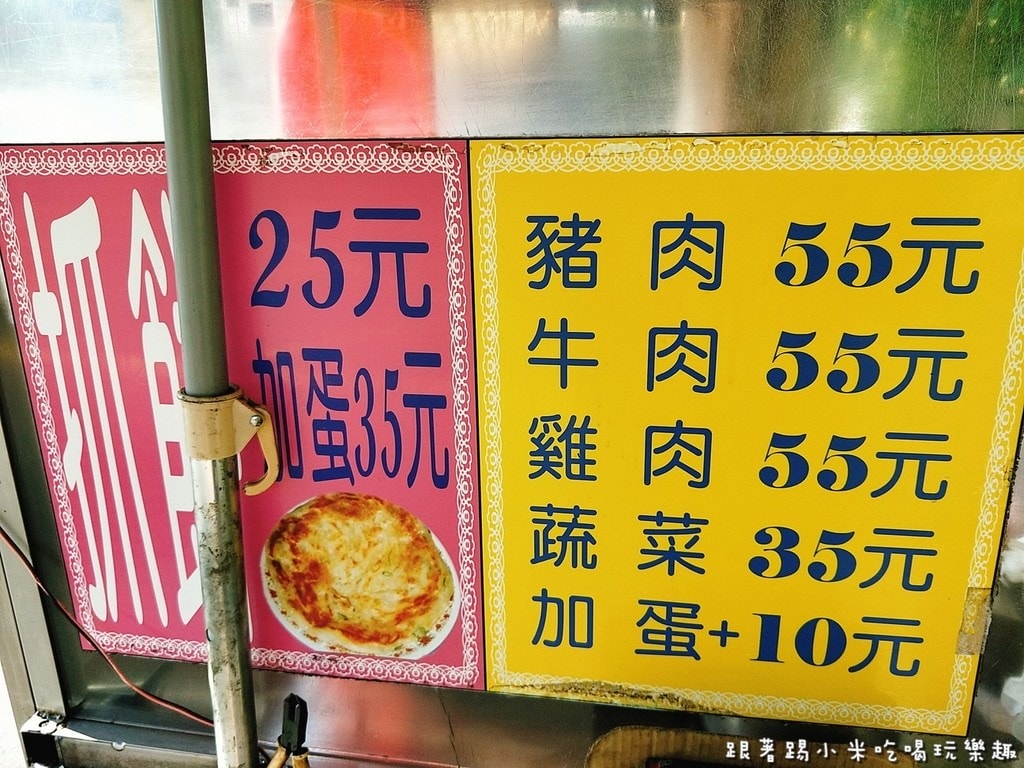 抓餅
25元
加蛋35元
豬肉 55元
牛肉 55元
雞肉 55元
蔬菜 35元
加蛋+10元
跟著踢小米吃喝玩樂趣